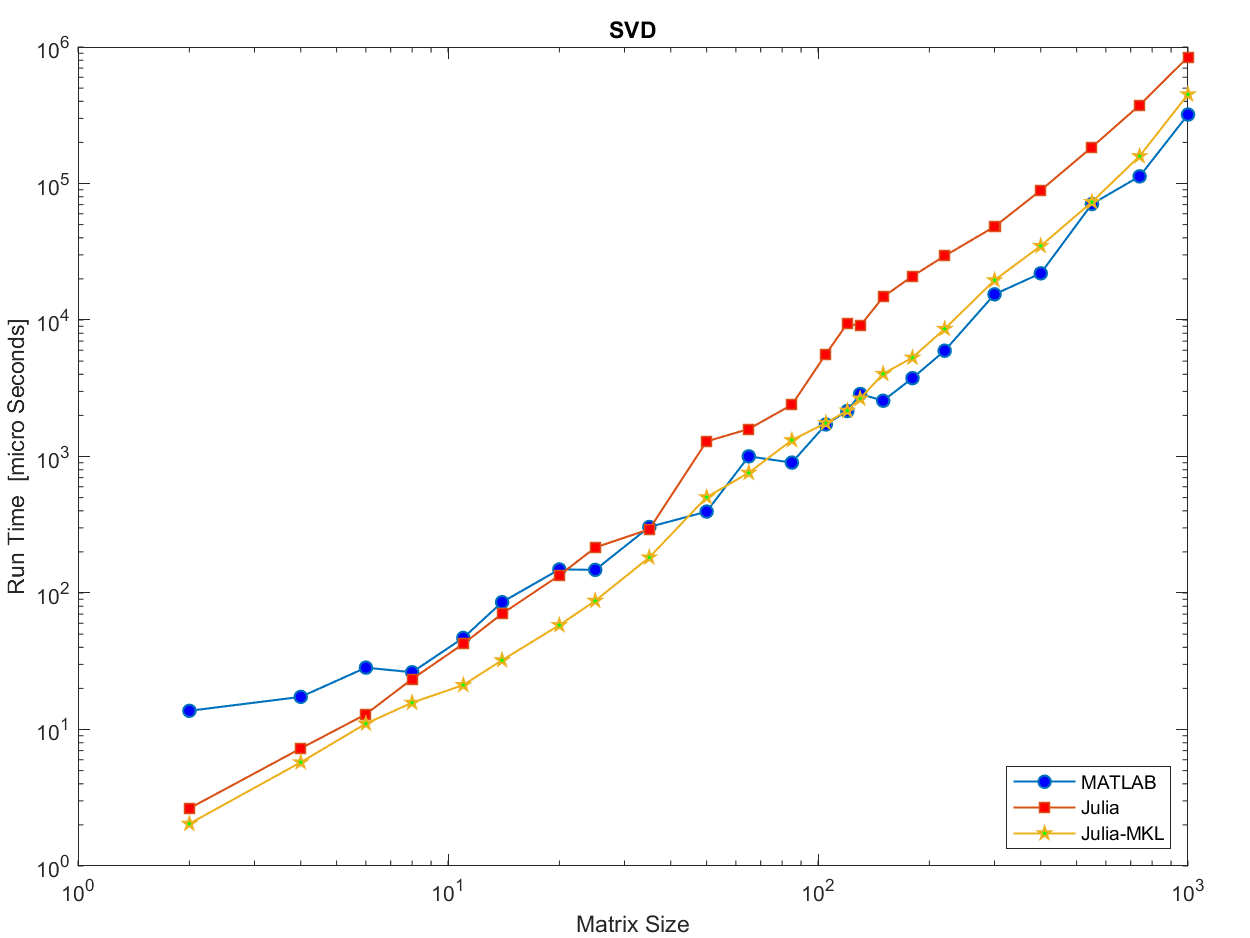 SVD
10^6
10^5
10^4
10^3
10^2
10^1
10^0
Run Time [micro Seconds]
10^0 10^1 10^2 10^3
Matrix Size
MATLAB
Julia
Julia-MKL